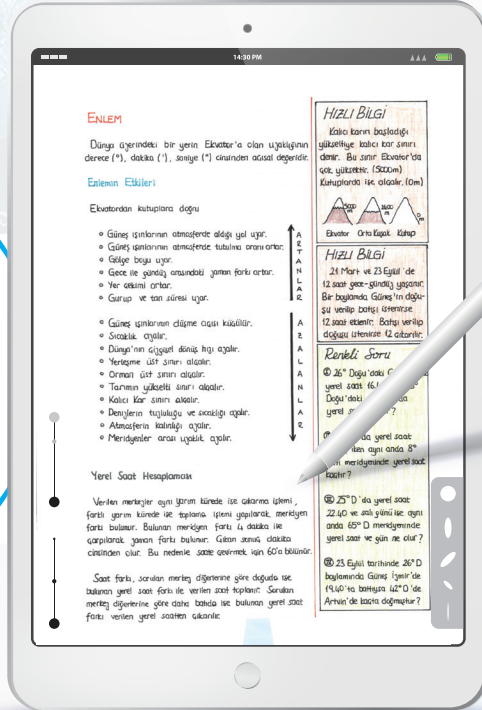 14:30 PM
ENLEM
Dünya üzerindeki bir yerin Ekvator'a olan uzaklığının
derece (°), dakika ('), saniye (") cinsinden açısal değeridir.
Enlemin Etkileri
Ekvatordan kutuplara doğru
Güneş ışınlarının atmosferde aldığı yol uzar.
Güneş ışınlarının atmosferde tutulma oranı artar.
Gölge boyu uzar.
Gece ile gündüz arasındaki zaman farkı artar.
Yer çekimi artar.
Gurup ve tan süresi uzar.
ARTANLAR
Güneş ışınlarının düşme açısı küçülür.
Sıcaklık azalır.
Dünya'nın çizgisel dönüş hızı azalır.
Yerleşme üst sınırı alçalır.
Orman üst sınırı alçalır.
Tarımın yükselti sınırı alçalır.
Kalıcı Kar sınırı alçalır.
Denizlerin tuzluluğu ve sıcaklığı azalır.
Atmosferin kalınlığı azalır.
Meridyenler arası uzaklık azalır.
AZALANLAR
Yerel Saat Hesaplaması
Verilen merkezler aynı yarım kürede ise çıkarma işlemi,
farklı yarım kürede ise toplama işlemi yapılarak, meridyen
farkı bulunur. Bulunan meridyen farkı 4 dakika ile
çarpılarak zaman farkı bulunur. Çıkan sonuç dakika
cinsinden olur. Bu nedenle saate çevirmek için 60'a bölünür.
Saat farkı, sorulan merkez diğerlerine göre doğuda ise
bulunan yerel saat farkı ile verilen saat toplanır. Sorulan
merkez diğerlerine göre daha batıda ise bulunan yerel saat
farkı verilen yerel saatten çıkarılır.
HIZLI BİLGİ
Kalıcı karın başladığı
yükseltiye kalıcı kar sınırı
denir. Bu sınır Ekvator'da
çok yüksektir. (5000m)
Kutuplarda ise alçalır. (0m)
5000m
0m
Ekvator Orta Kuşak Kutup
HIZLI BİLGİ
21 Mart ve 23 Eylül 'de
12 saat gece-gündüz yaşanır.
Bir boylamda Güneş'in doğu-
şu verilip batışı istenirse
12 saat eklenir. Batışı verilip
doğuşu istenirse 12 çıkarılır.
Renkli Soru
26° Doğu'daki
yerel saat 16.
Doğu'daki da
yerel ?
da yerel saat
iken aynı anda 8°
meridyeninde yerel saat
kaçtır?
25°D 'da yerel saat
22.40 ve salı günü ise aynı
anda 65° D meridyeninde
yerel saat ve gün ne olur?
23 Eylül tarihinde 26°D
boylamında Güneş İzmir'de
19.40'ta battıysa 42°D 'de
Artvin'de kaçta doğmuştur?